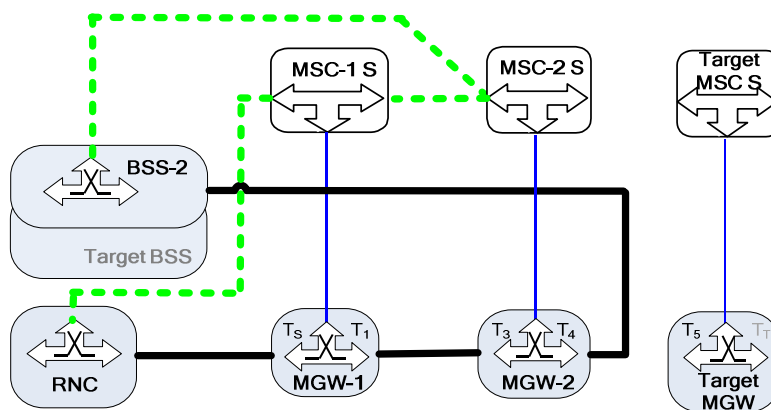 MSC-1 S
MSC-2 S
Target
MSC S
BSS-2
Target BSS
RNC
TS
T1
MGW-1
T3
T4
MGW-2
T5
TT
Target
MGW